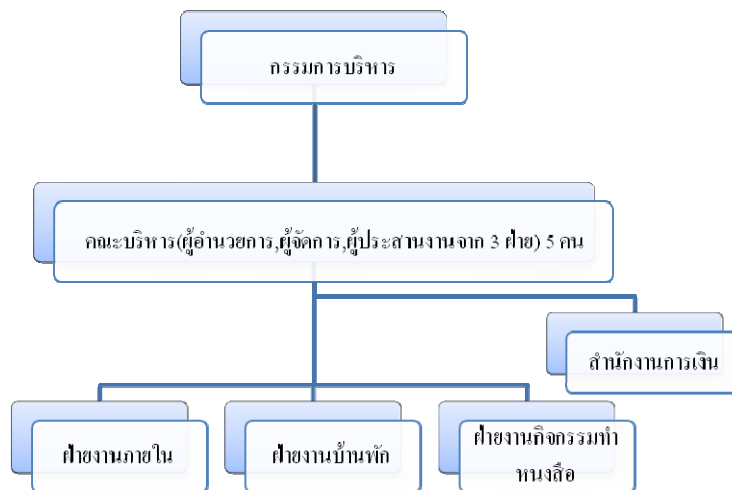 กรรมการบริหาร
คณะบริหาร(ผู้อำนวยการ,ผู้จัดการ,ผู้ประสานงานจาก 3 ฝ่าย) 5 คน
สำนักงานการเงิน
ฝ่ายงานภายใน
ฝ่ายงานบ้านพัก
ฝ่ายงานกิจกรรมทำ
หนงสือ